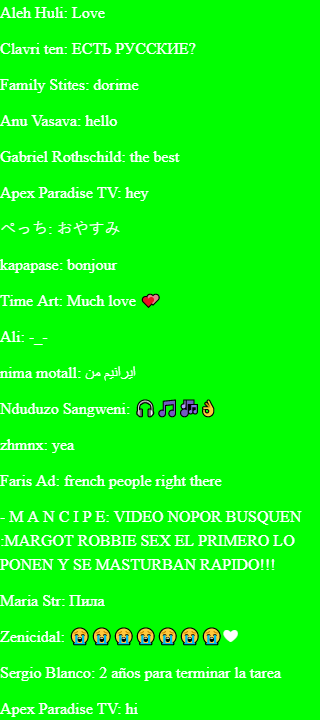 Aleh Huli: Love
Clavri ten: ЕСТЬ РУССКИЕ?
Family Stites: dorime
Anu Vasava: hello
Gabriel Rothschild: the best
Apex Paradise TV: hey
ぺっち: おやすみ
kapapase: bonjour
Time Art: Much love 💕
Ali: -_-
nima motall: ایرانیم من
Nduduzo Sangweni: 🎧🎵🎶👌
zhmnx: yea
Faris Ad: french people right there
- M A N C I P E: VIDEO NOPOR BUSQUEN
:MARGOT ROBBIE SEX EL PRIMERO LO
PONEN Y SE MASTURBAN RAPIDO!!!
Maria Str: Пила
Zenicidal: 😭😭😭😭😭😭😭🤍
Sergio Blanco: 2 años para terminar la tarea
Apex Paradise TV: hi